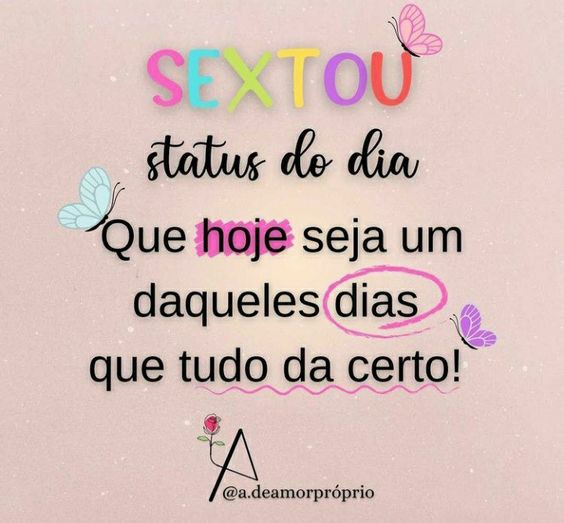 SEXTOU
status do dia
Que hoje seja um
daqueles dias
que tudo da certo!
A
@a.deamorpróprio